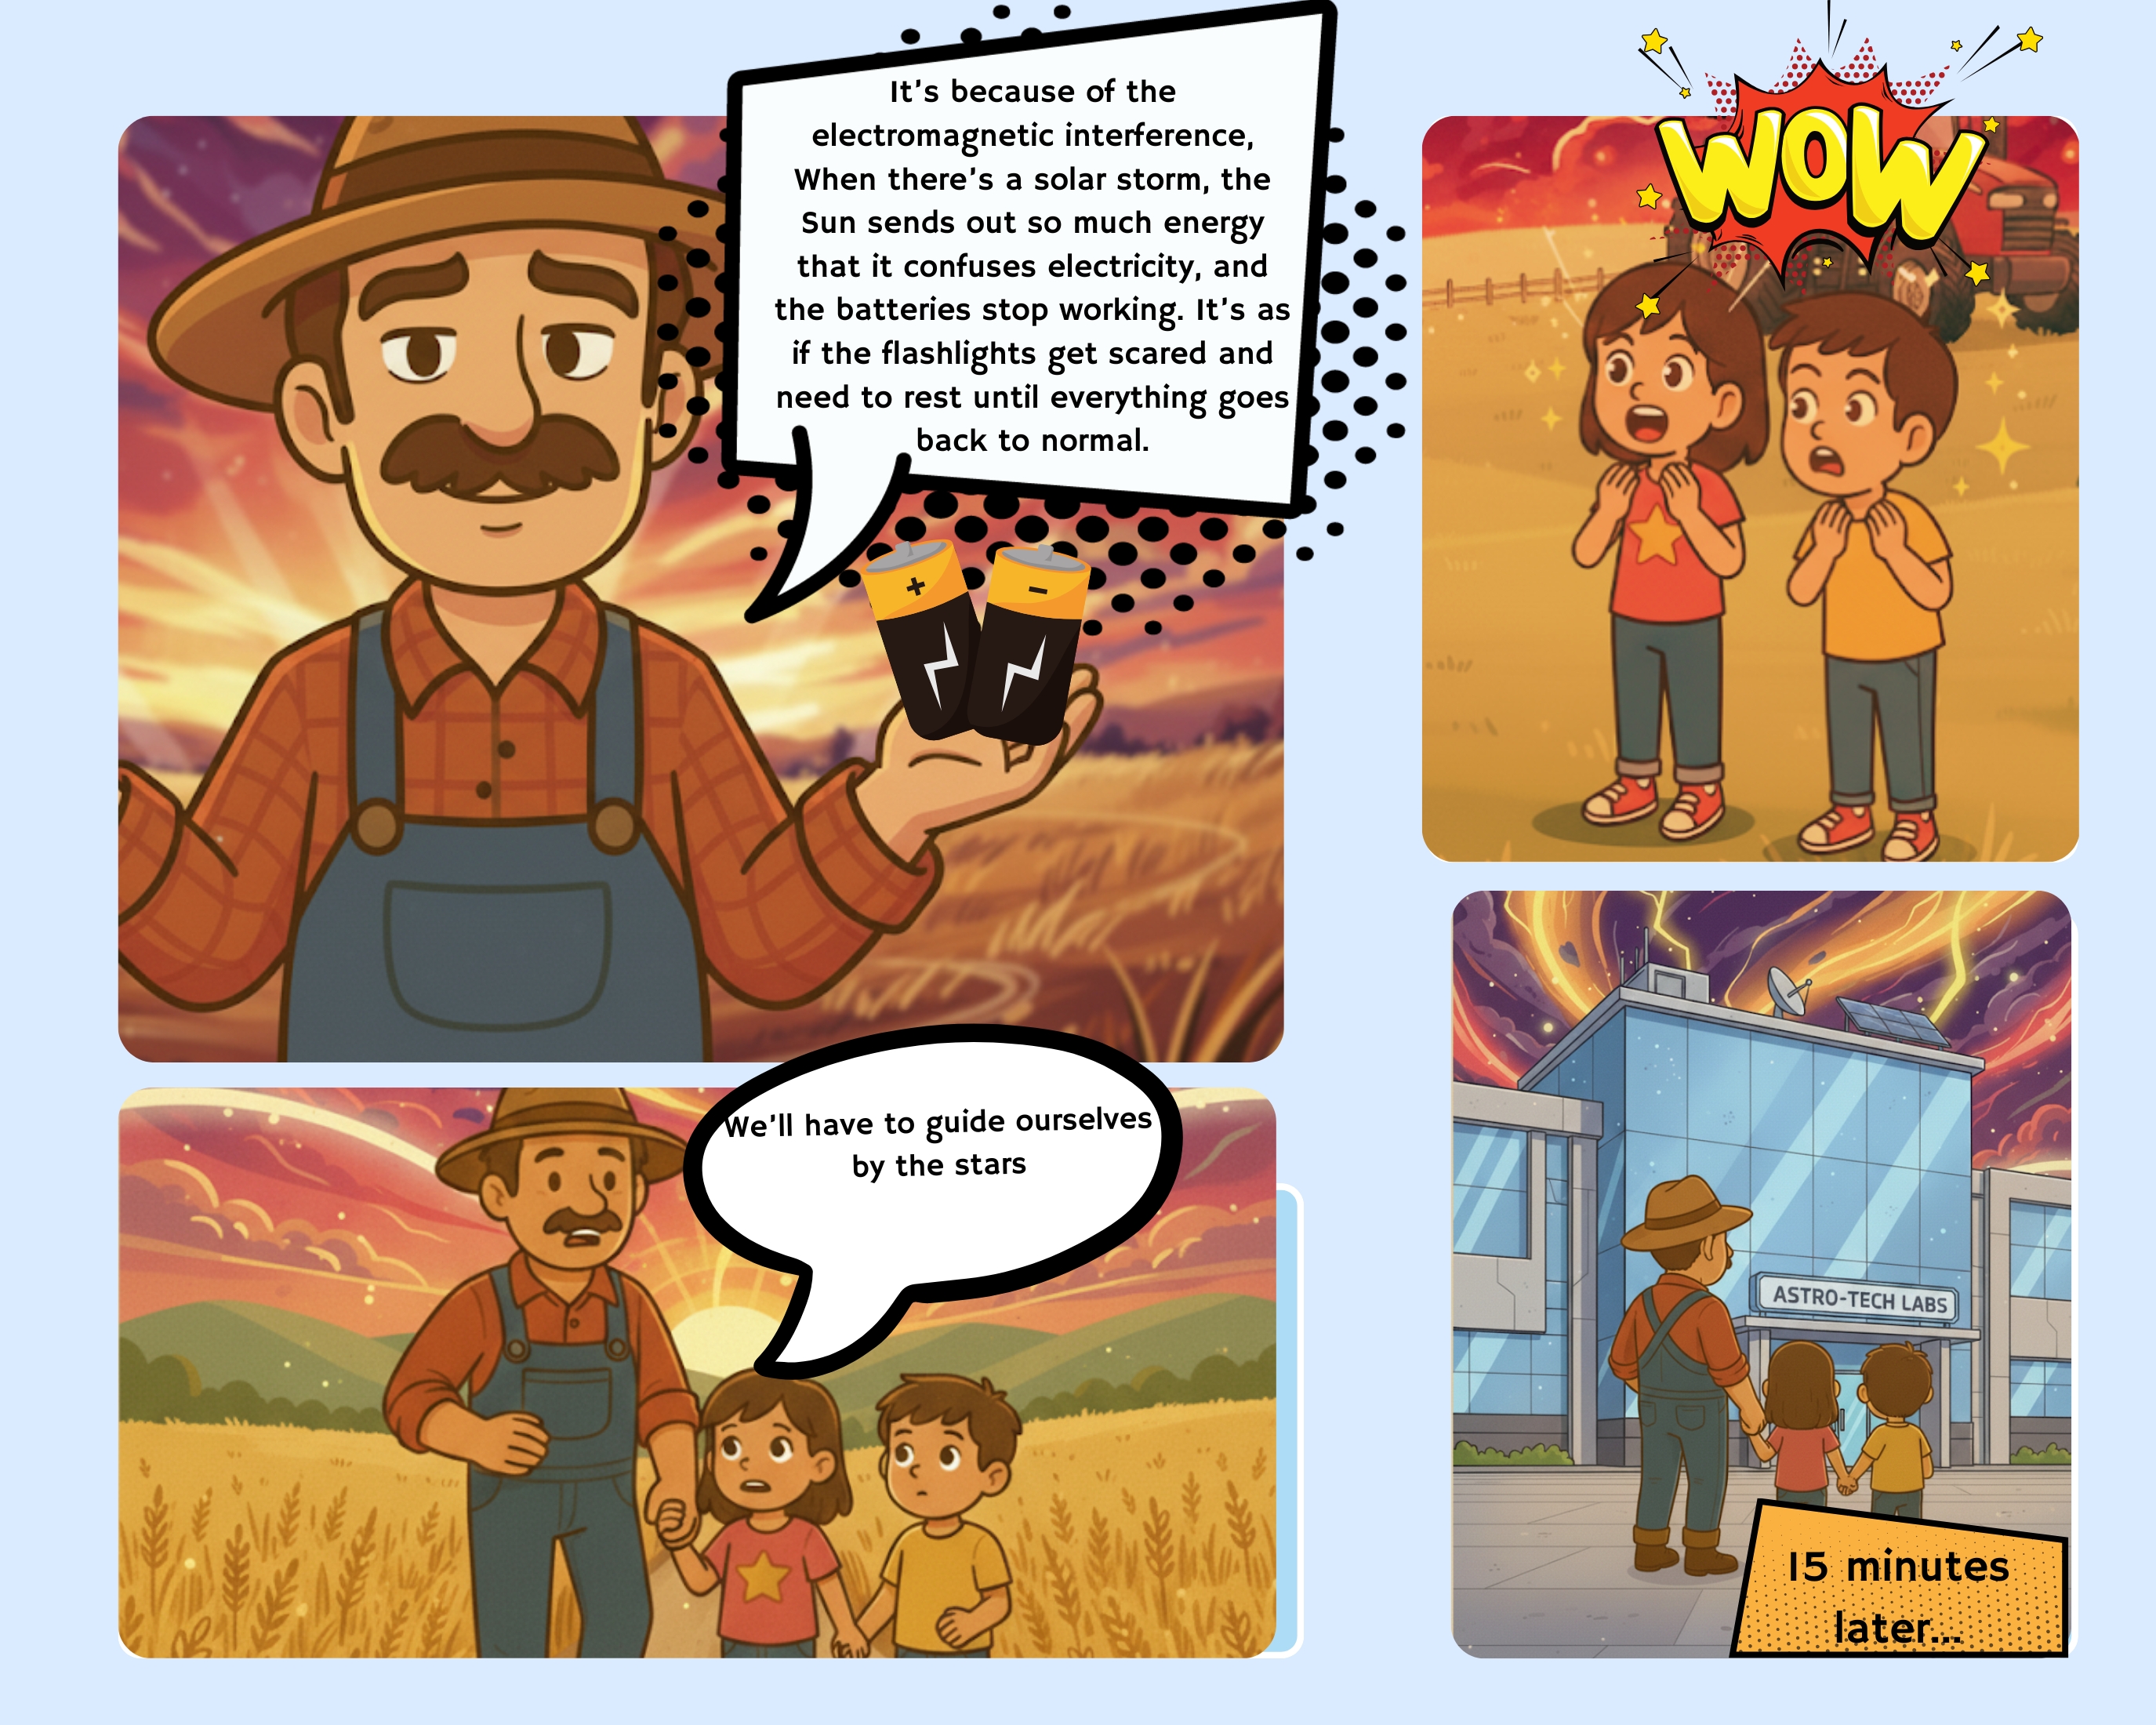 It's because of the
electromagnetic interference,
When there's a solar storm, the
Sun sends out so much energy
that it confuses electricity, and
the batteries stop working. It's as
if the flashlights get scared and
need to rest until everything goes
back to normal.
+
-
WOW
We'll have to guide ourselves
by the stars
ASTRO-TECH LABS
15 minutes
later...